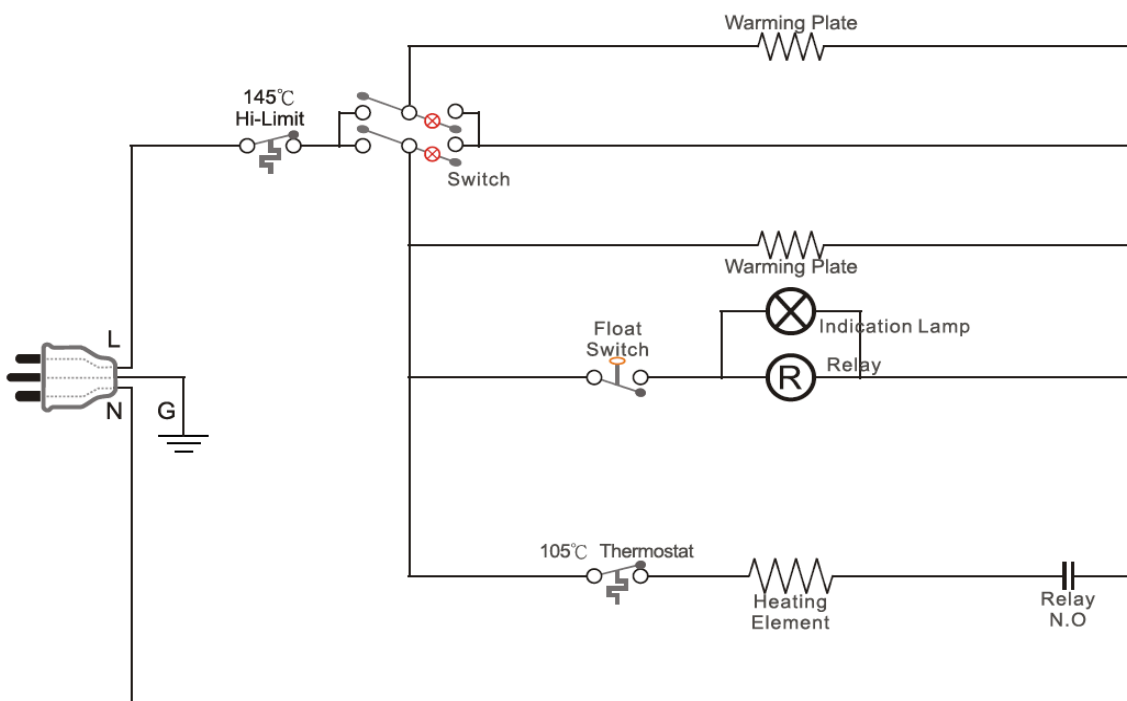 Warming Plate
145℃
Hi-Limit
Switch
Warming Plate
Float
Switch
Indication Lamp
Relay
R
L
N
G
105℃ Thermostat
Heating
Element
Relay
N.O